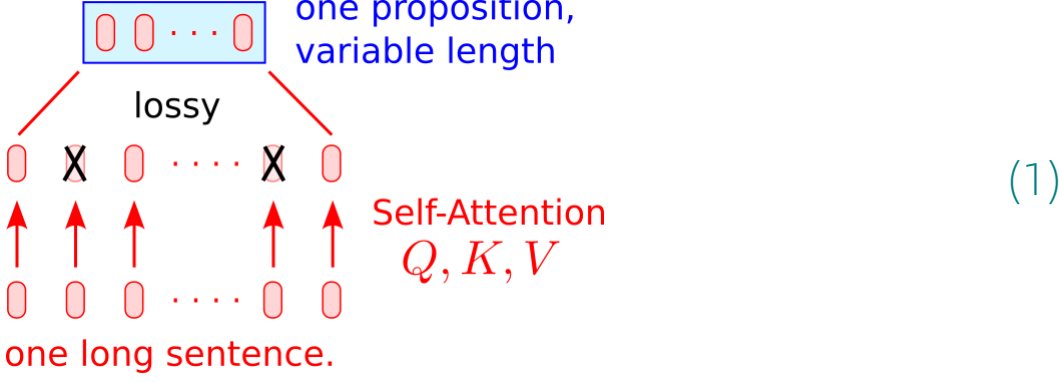 one proposition,
variable length
lossy
(1)
Self-Attention
Q, K, V
one long sentence.